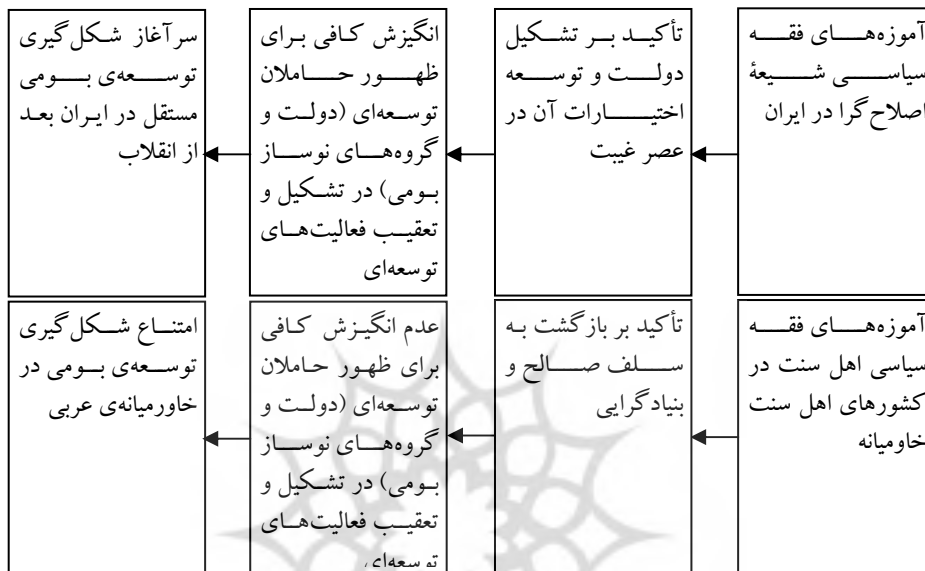 آموزه‌های فقه
سیاسی شیعۀ
اصلاح‌گرا در ایران
تأکید بر تشکیل
دولت و توسعه
اختیارات آن در
عصر غیبت
انگیزش کافی برای
ظهور حاملان
توسعه‌ای (دولت و
گروه‌های نوساز
بومی) در تشکیل و
تعقیب فعالیت‌های
توسعه‌ای
سرآغاز شکل‌گیری
توسعه‌ی بومی
مستقل در ایران بعد
از انقلاب
آموزه‌های فقه
سیاسی اهل سنت در
کشورهای اهل سنت
خاومیانه
تأکید بر بازگشت به
سلف صالح و
بنیادگرایی
عدم انگیزش کافی
برای ظهور حاملان
توسعه‌ای (دولت و
گروه‌های نوساز
بومی) در تشکیل و
تعقیب فعالیت‌های
توسعه‌ای
امتناع شکل‌گیری
توسعه‌ی بومی در
خاورمیانه‌ی عربی